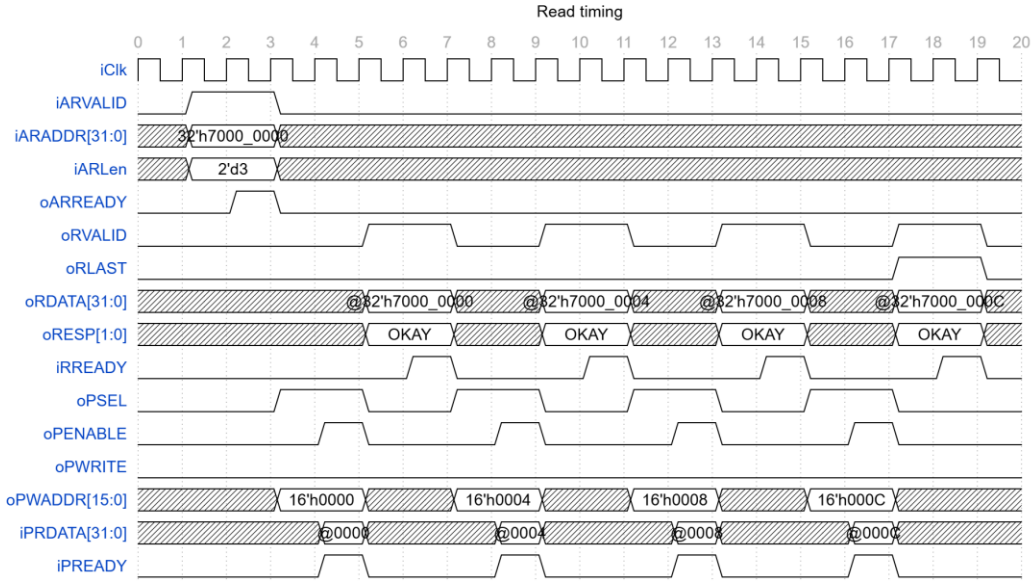 Read timing
0 1 2 3 4 5 6 7 8 9 10 11 12 13 14 15 16 17 18 19 20
iClk
iARVALID
iARADDR[31:0] 32'h7000_0000
iARLen 2'd3
oARREADY
oRVALID
oRLAST
oRDATA[31:0] @32'h7000_0000 @32'h7000_0004 @32'h7000_0008 @32'h7000_000C
oRESP[1:0] OKAY OKAY OKAY OKAY
iRREADY
oPSEL
oPENABLE
oPWRITE
oPWADDR[15:0] 16'h0000 16'h0004 16'h0008 16'h000C
iPRDATA[31:0] @0000 @0004 @0008 @000C
iPREADY